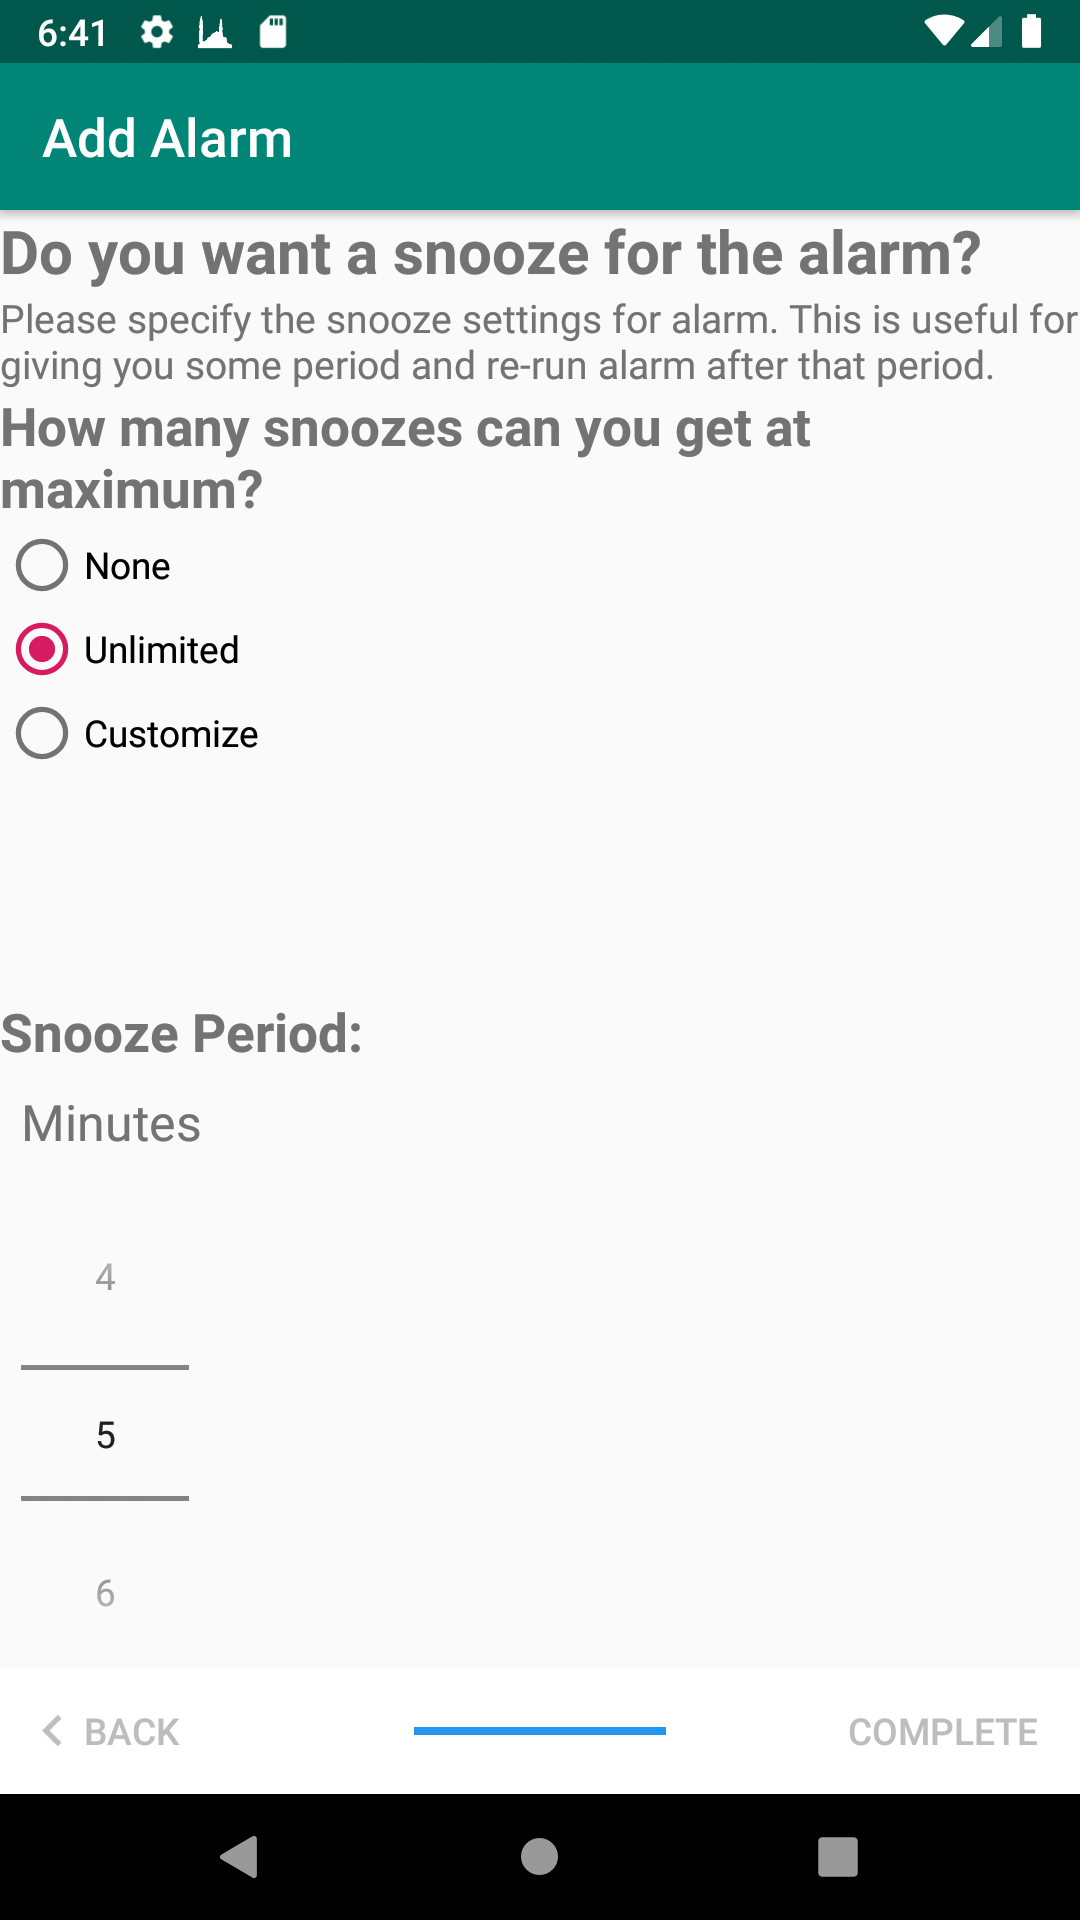 6:41
Add Alarm
Do you want a snooze for the alarm?
Please specify the snooze settings for alarm. This is useful for
giving you some period and re-run alarm after that period.
How many snoozes can you get at
maximum?
None
Unlimited
Customize
Snooze Period:
Minutes
4
5
6
BACK
COMPLETE